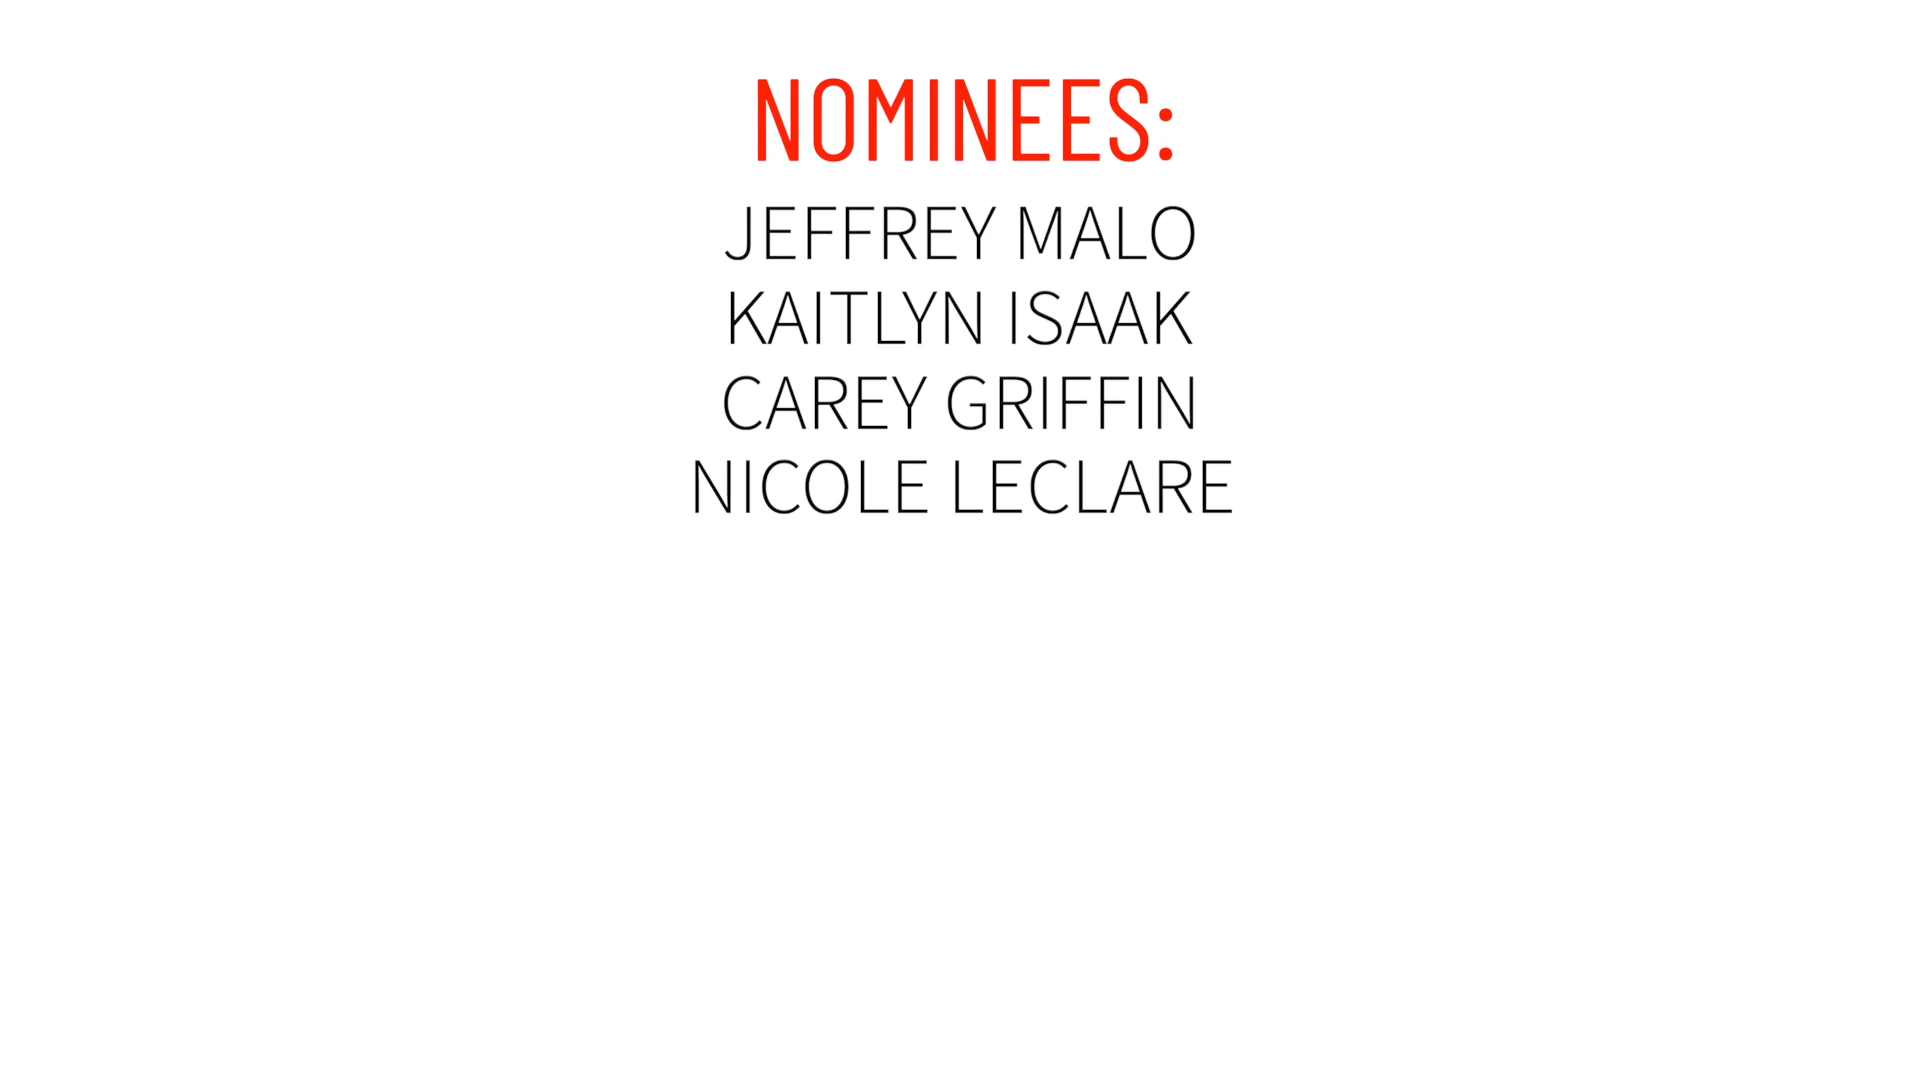 NOMINEES:
JEFFREY MALO
KAITLYN ISAAK
CAREY GRIFFIN
NICOLE LECLARE